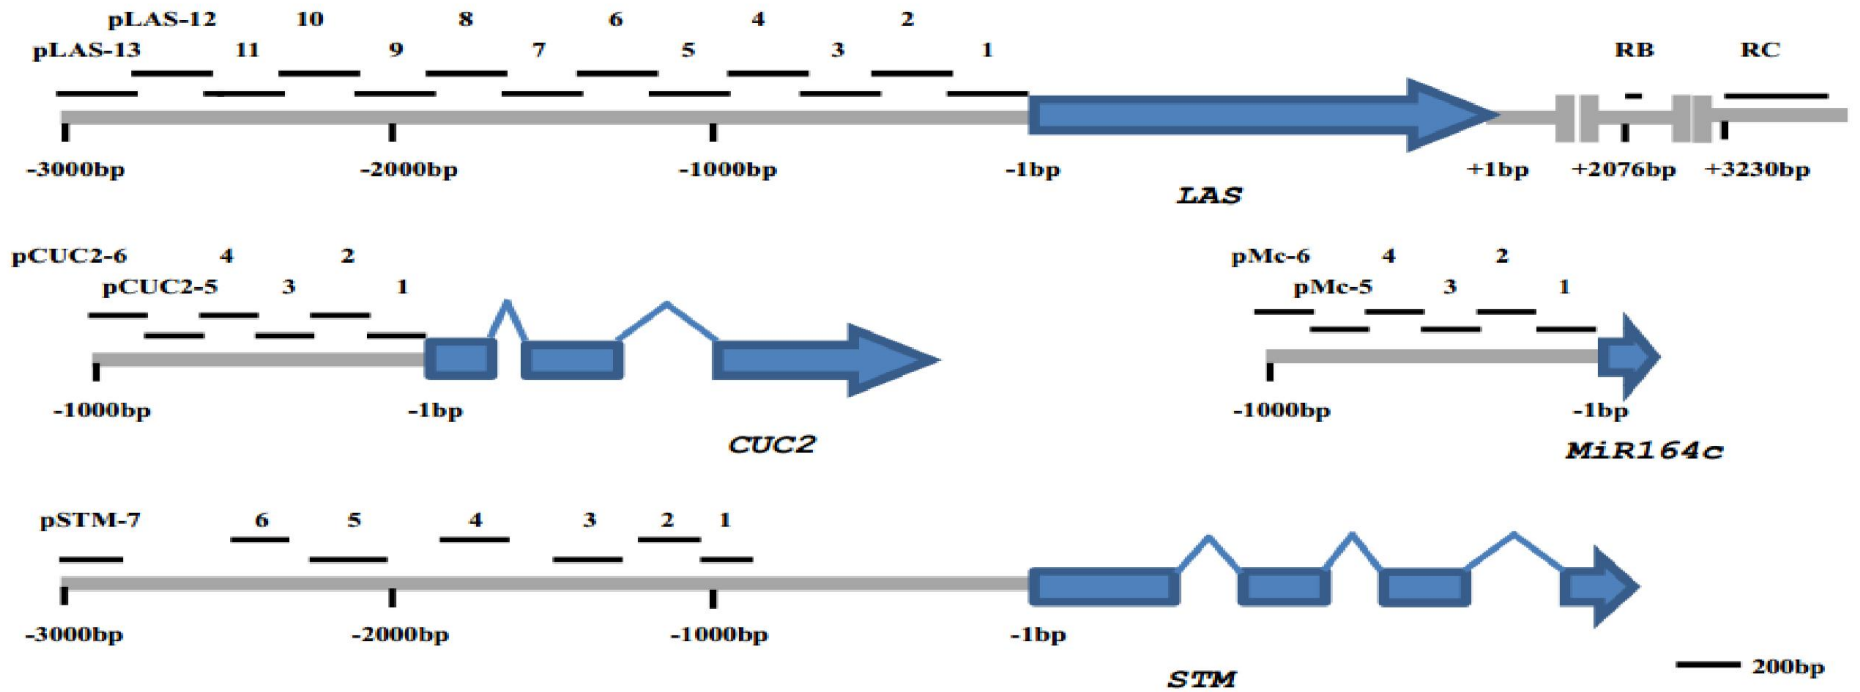 pLAS-12 10 8 6 4 2
pLAS-13 11 9 7 5 3 1 RB RC
-3000bp -2000bp -1000bp -1bp +1bp +2076bp +3230bp
LAS
pCUC2-6 4 2 pMc-6 4 2
pCUC2-5 3 1 pMc-5 3 1
-1000bp -1bp -1000bp -1bp
CUC2 MiR164c
pSTM-7 6 5 4 3 2 1
-3000bp -2000bp -1000bp -1bp
200bp
STM